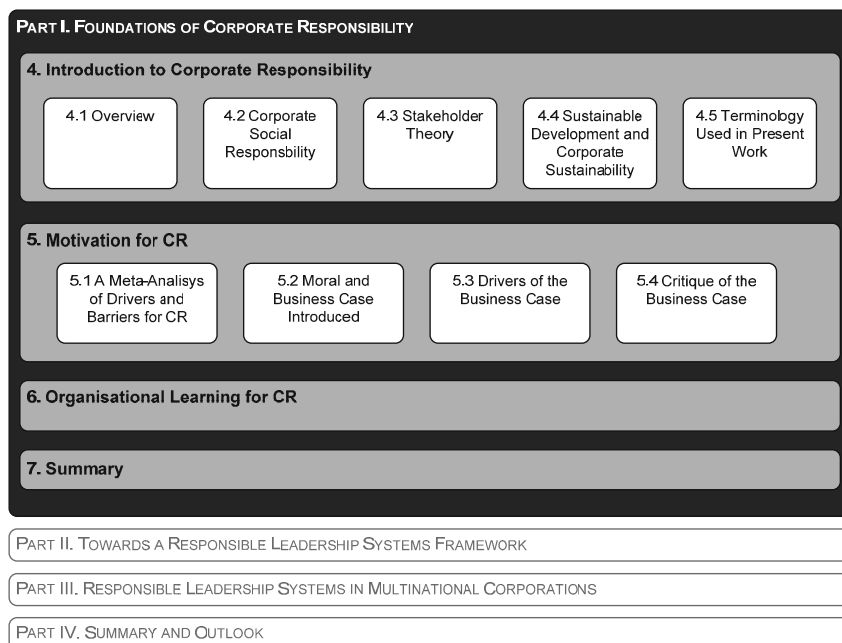 PART I. FOUNDATIONS OF CORPORATE RESPONSIBILITY
4. Introduction to Corporate Responsibility
4.1 Overview
4.2 Corporate
Social
Responsbility
4.3 Stakeholder
Theory
4.4 Sustainable
Development and
Corporate
Sustainability
4.5 Terminology
Used in Present
Work
5. Motivation for CR
5.1 A Meta-Analisys
of Drivers and
Barriers for CR
5.2 Moral and
Business Case
Introduced
5.3 Drivers of the
Business Case
5.4 Critique of the
Business Case
6. Organisational Learning for CR
7. Summary
PART II. TOWARDS A RESPONSIBLE LEADERSHIP SYSTEMS FRAMEWORK
PART III. RESPONSIBLE LEADERSHIP SYSTEMS IN MULTINATIONAL CORPORATIONS
PART IV. SUMMARY AND OUTLOOK